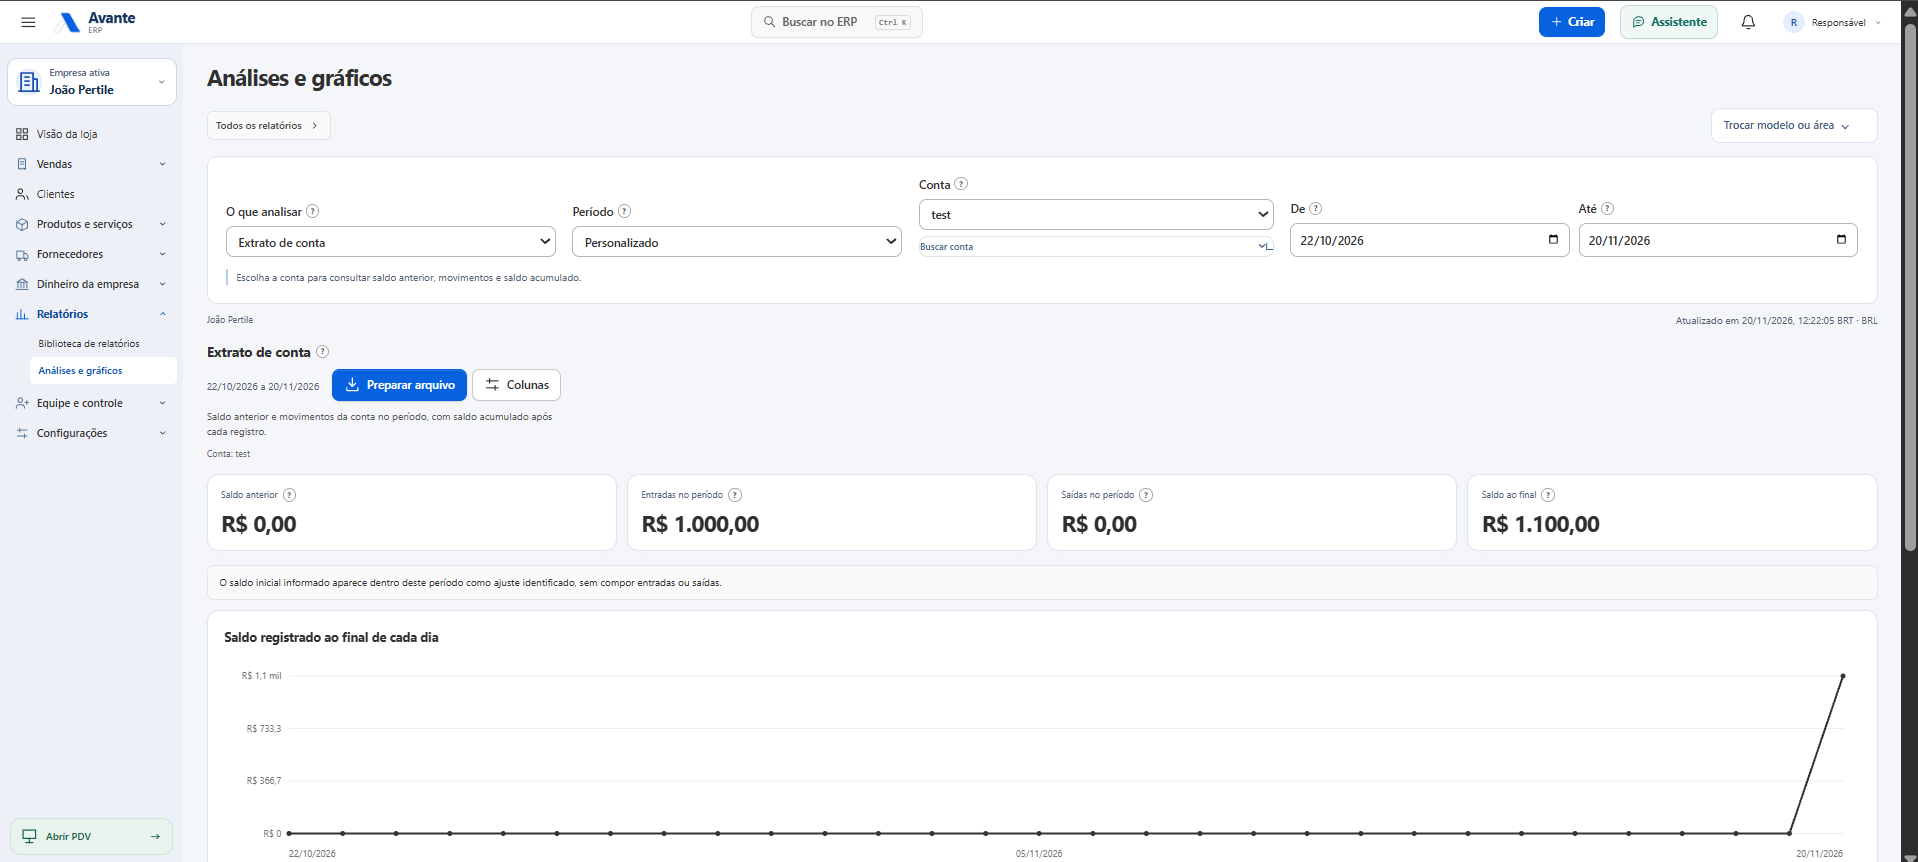 Avante
ERP
Buscar no ERP
Ctrl K
Criar
Assistente
R
Responsável
Empresa ativa
João Pertile
Visão da loja
Vendas
Clientes
Produtos e serviços
Fornecedores
Dinheiro da empresa
Relatórios
Biblioteca de relatórios
Análises e gráficos
Equipe e controle
Configurações
Abrir PDV
Análises e gráficos
Todos os relatórios
Trocar modelo ou área
O que analisar ?
Extrato de conta
Período ?
Personalizado
Conta ?
test
Buscar conta
De ?
22/10/2026
Até ?
20/11/2026
Escolha a conta para consultar saldo anterior, movimentos e saldo acumulado.
João Pertile
Atualizado em 20/11/2026, 12:22:05 BRT · BRL
Extrato de conta ?
22/10/2026 a 20/11/2026
Preparar arquivo
Colunas
Saldo anterior e movimentos da conta no período, com saldo acumulado após
cada registro.
Conta: test
Saldo anterior ?
R$ 0,00
Entradas no período ?
R$ 1.000,00
Saídas no período ?
R$ 0,00
Saldo ao final ?
R$ 1.100,00
O saldo inicial informado aparece dentro deste período como ajuste identificado, sem compor entradas ou saídas.
Saldo registrado ao final de cada dia
R$ 1,1 mil
R$ 733,3
R$ 366,7
R$ 0
22/10/2026
05/11/2026
20/11/2026